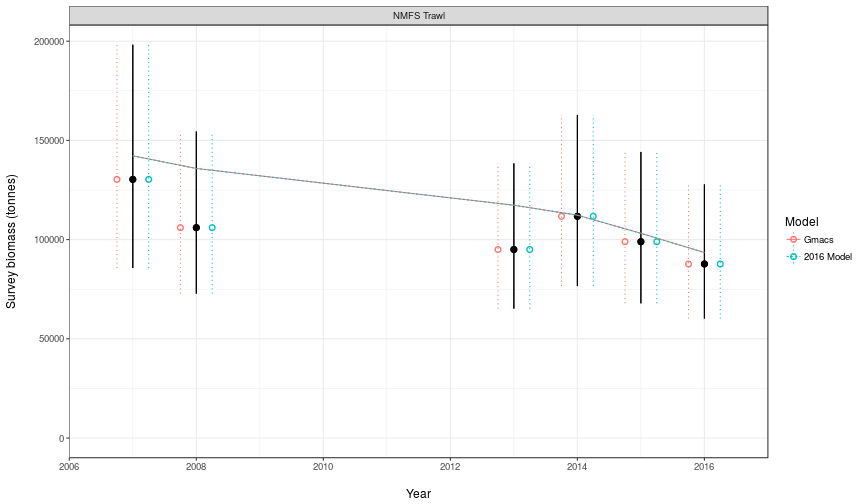 NMFS Trawl
Survey biomass (tonnes)
200000
150000
100000
50000
0
2006 2008 2010 2012 2014 2016
Year
Model
Gmacs
2016 Model